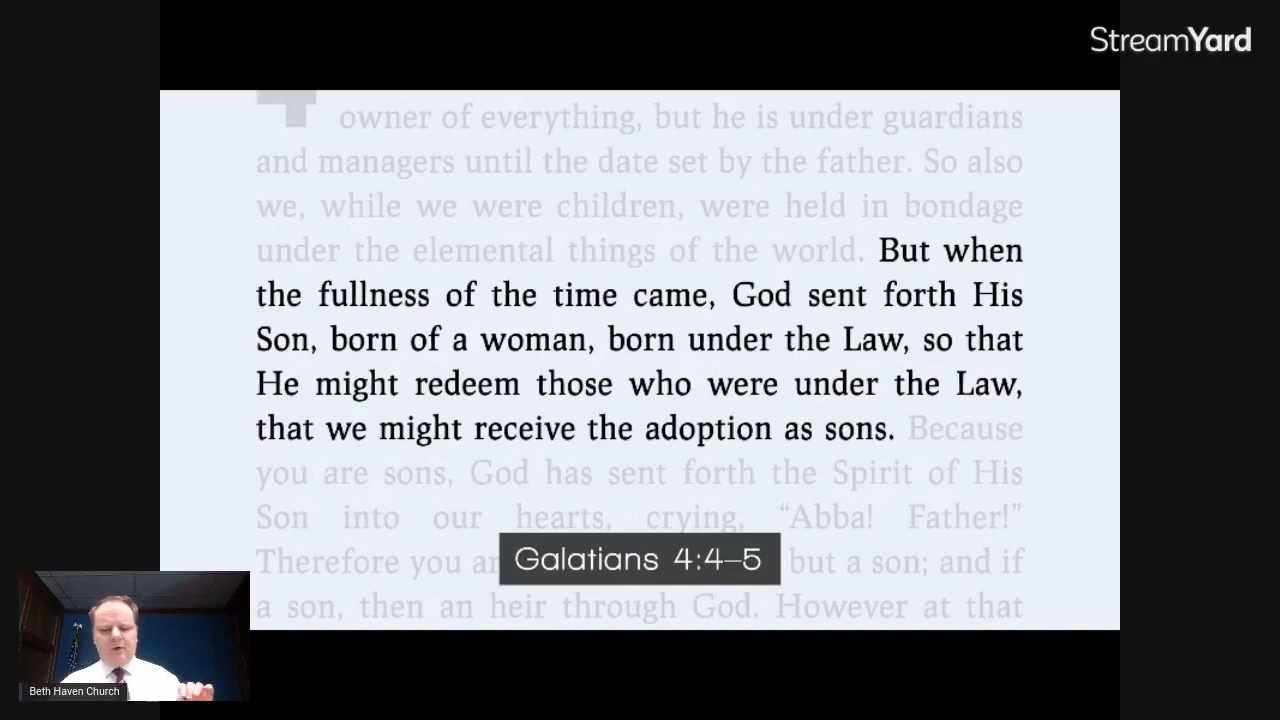 StreamYard
owner of everything, but he is under guardians
and managers until the date set by the father. So also
we, while we were children, were held in bondage
under the elemental things of the world. But when
the fullness of the time came, God sent forth His
Son, born of a woman, born under the Law, so that
He might redeem those who were under the Law,
that we might receive the adoption as sons. Because
you are sons, God has sent forth the Spirit of His
Son into our hearts, crying, “Abba! Father!”
Therefore you but a son; and if
Galatians 4:4–5
a son, then an heir through God. However at that
Beth Haven Church